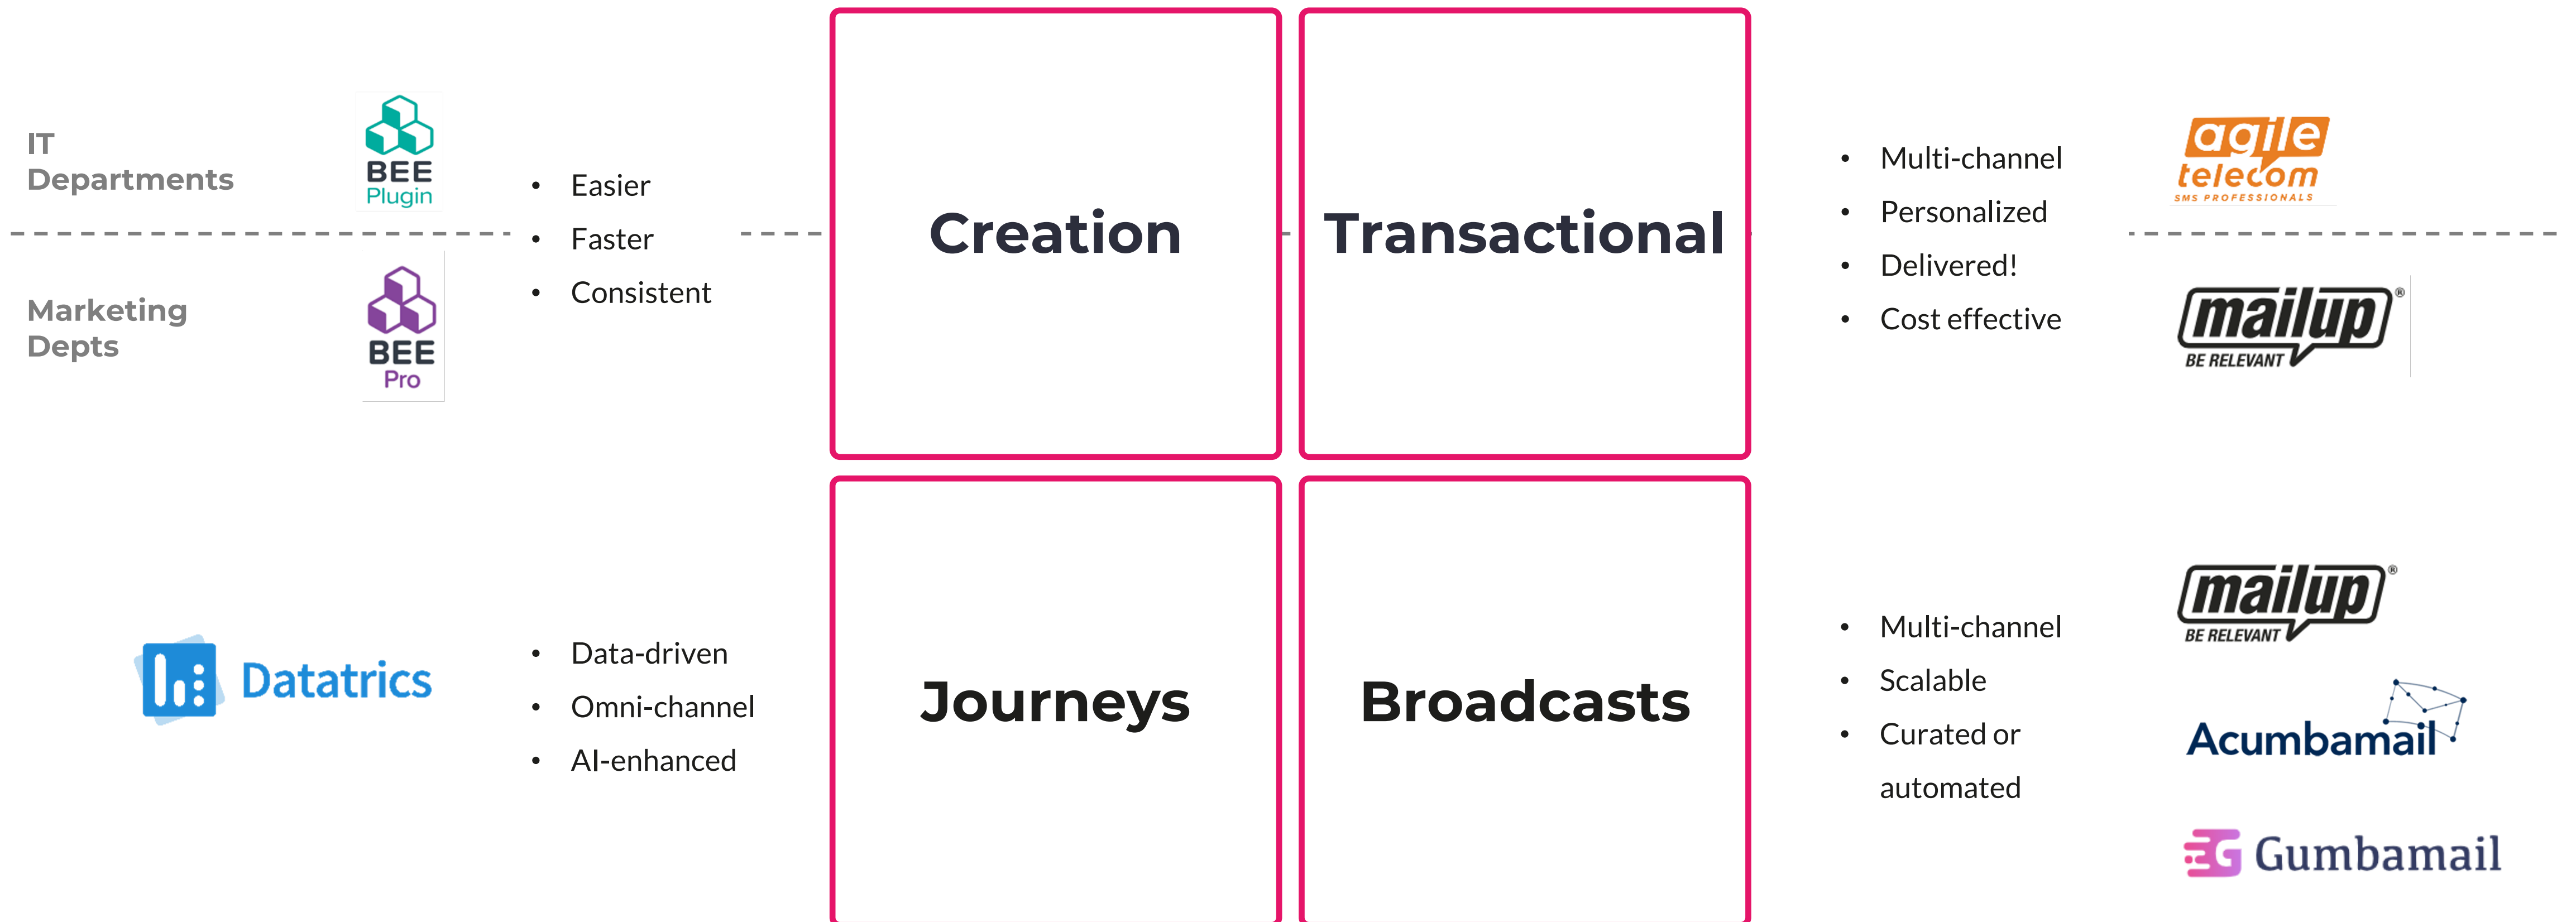 IT
Departments
BEE
Plugin
• Easier
• Faster
• Consistent
Marketing
Depts
BEE
Pro
Creation
Transactional
• Multi-channel
• Personalized
• Delivered!
• Cost effective
agile
telecom
SMS PROFESSIONALS
mailup®
BE RELEVANT
Datatrics
• Data-driven
• Omni-channel
• AI-enhanced
Journeys
Broadcasts
• Multi-channel
• Scalable
• Curated or
automated
mailup®
BE RELEVANT
Acumbamail
G Gumbamail